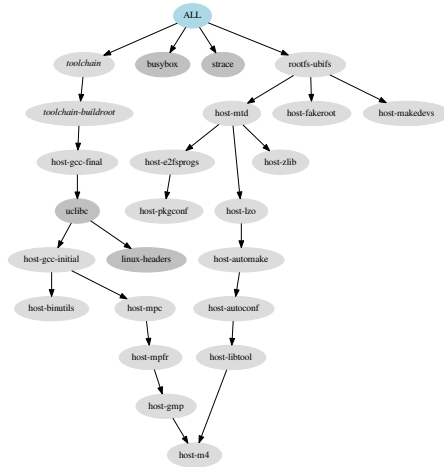 ALL
toolchain
busybox
strace
rootfs-ubifs
toolchain-buildroot
host-mtd
host-fakeroot
host-makedevs
host-gcc-final
host-e2fsprogs
host-zlib
uclibc
host-pkgconf
host-lzo
host-gcc-initial
linux-headers
host-automake
host-binutils
host-mpc
host-autoconf
host-mpfr
host-libtool
host-gmp
host-m4